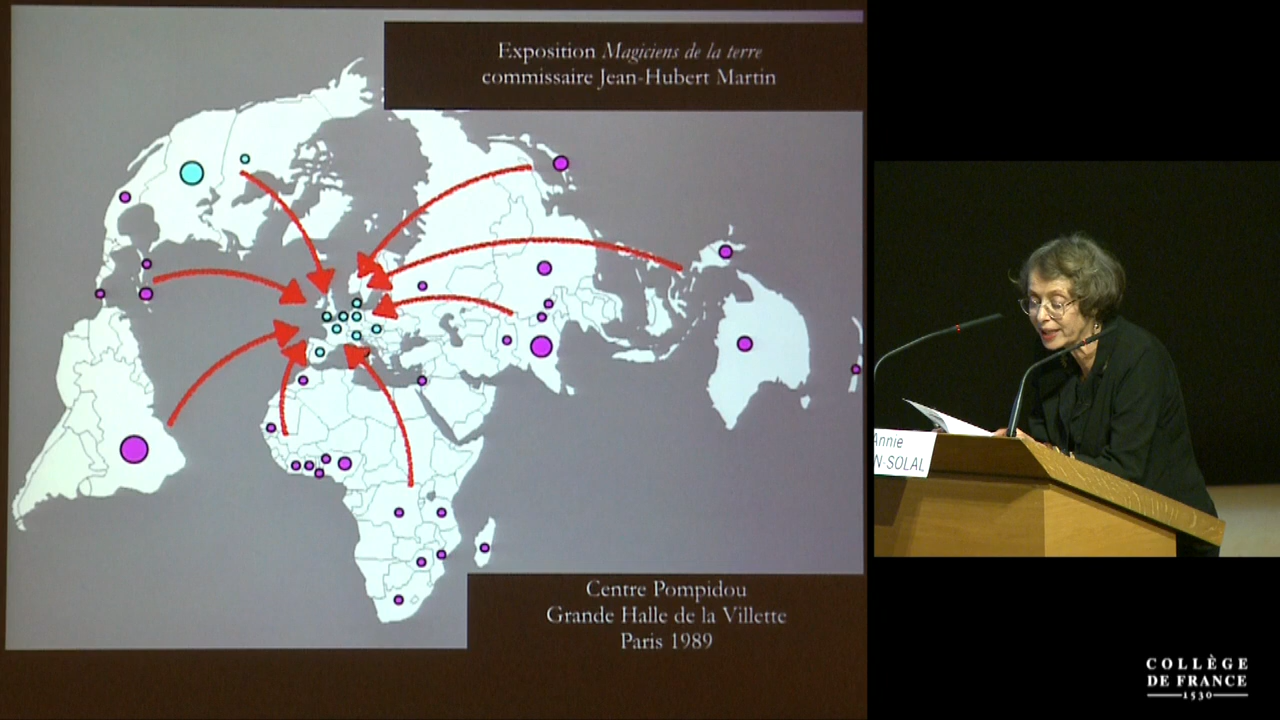 Exposition Magiciens de la terre
commissaire Jean-Hubert Martin
Centre Pompidou
Grande Halle de la Villette
Paris 1989
Annie
N-SOLAL
COLLÈGE
DE FRANCE
1530